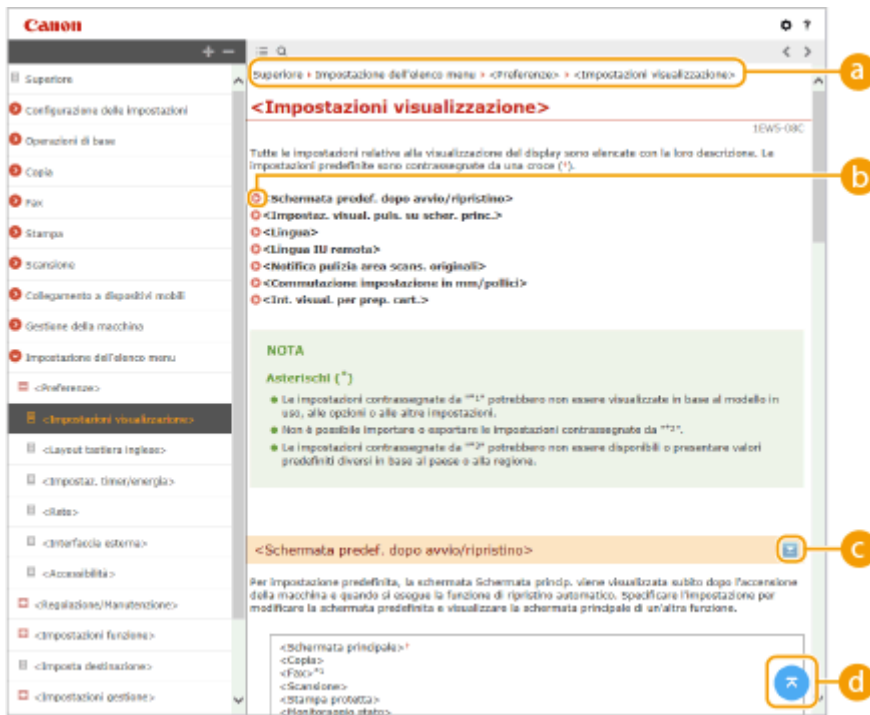 Canon
?
+ −
< >
Superiore
Configurazione delle impostazioni
Operazioni di base
Copia
Fax
Stampa
Scansione
Collegamento a dispositivi mobili
Gestione della macchina
Impostazione dell'elenco menu
<Preferenze>
<Impostazioni visualizzazione>
<Layout tastiera inglese>
<Impostaz. timer/energia>
<Rete>
<Interfaccia esterna>
<Accessibilità>
<Regolazione/Manutenzione>
<Impostazioni funzione>
<Imposta destinazione>
<Impostazioni gestione>
Superiore > Impostazione dell'elenco menu > <Preferenze> > <Impostazioni visualizzazione>
a
<Impostazioni visualizzazione>
1EW5-08C
Tutte le impostazioni relative alla visualizzazione del display sono elencate con la loro descrizione. Le
impostazioni predefinite sono contrassegnate da una croce (†).
b
<Schermata predef. dopo avvio/ripristino>
<Impostaz. visual. puls. su scher. princ.>
<Lingua>
<Lingua IU remota>
<Notifica pulizia area scans. originali>
<Commutazione impostazione in mm/pollici>
<Int. visual. per prep. cart.>
NOTA
Asterischi (*)
Le impostazioni contrassegnate da "*1" potrebbero non essere visualizzate in base al modello in
uso, alle opzioni o alle altre impostazioni.
Non è possibile importare o esportare le impostazioni contrassegnate da "*2".
Le impostazioni contrassegnate da "*3" potrebbero non essere disponibili o presentare valori
predefiniti diversi in base al paese o alla regione.
<Schermata predef. dopo avvio/ripristino>
c
Per impostazione predefinita, la schermata Schermata princip. viene visualizzata subito dopo l'accensione
della macchina e quando si esegue la funzione di ripristino automatico. Specificare l'impostazione per
modificare la schermata predefinita e visualizzare la schermata principale di un'altra funzione.
<Schermata principale>†
<Copia>
<Fax>*1
<Scansione>
<Stampa protetta>
<Monitoraggio stato>
d